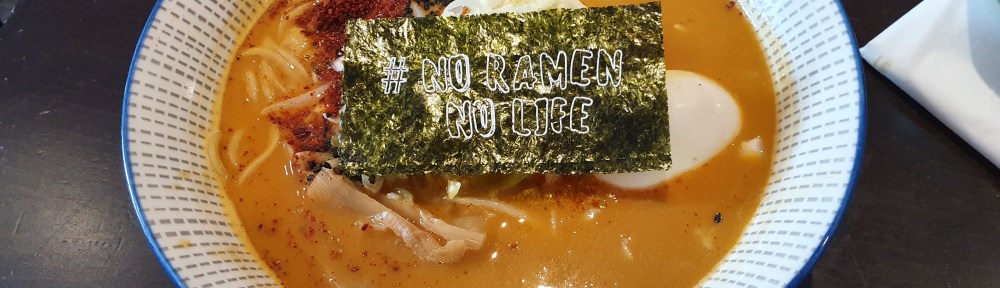 # NO RAMEN
NO LIFE